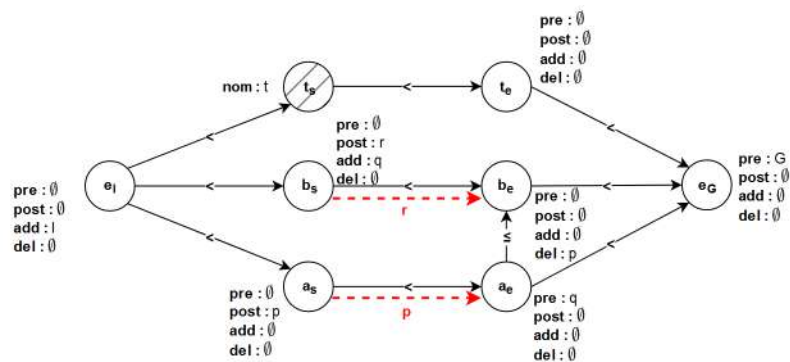 pre : ∅
post : ∅
add : ∅
del : ∅
nom : t
t_s
<
t_e
<
<
pre : ∅
post : r
add : q
del : ∅
e_I
<
b_s
<
b_e
<
e_G
r
pre : ∅
post : ∅
add : I
del : ∅
pre : G
post : ∅
add : ∅
del : ∅
pre : ∅
post : ∅
add : ∅
del : p
<
≤
<
a_s
<
a_e
p
pre : ∅
post : p
add : ∅
del : ∅
pre : q
post : ∅
add : ∅
del : ∅